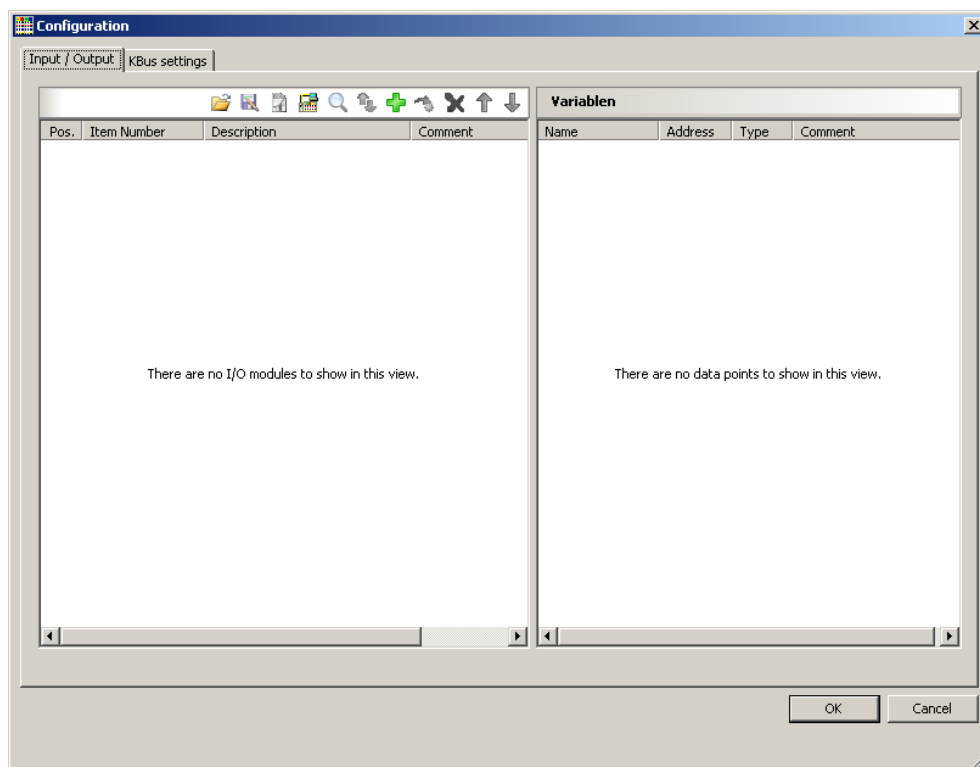 Configuration
Input / Output KBus settings
Variablen
Pos. Item Number Description Comment
Name Address Type Comment
There are no I/O modules to show in this view.
There are no data points to show in this view.
OK Cancel